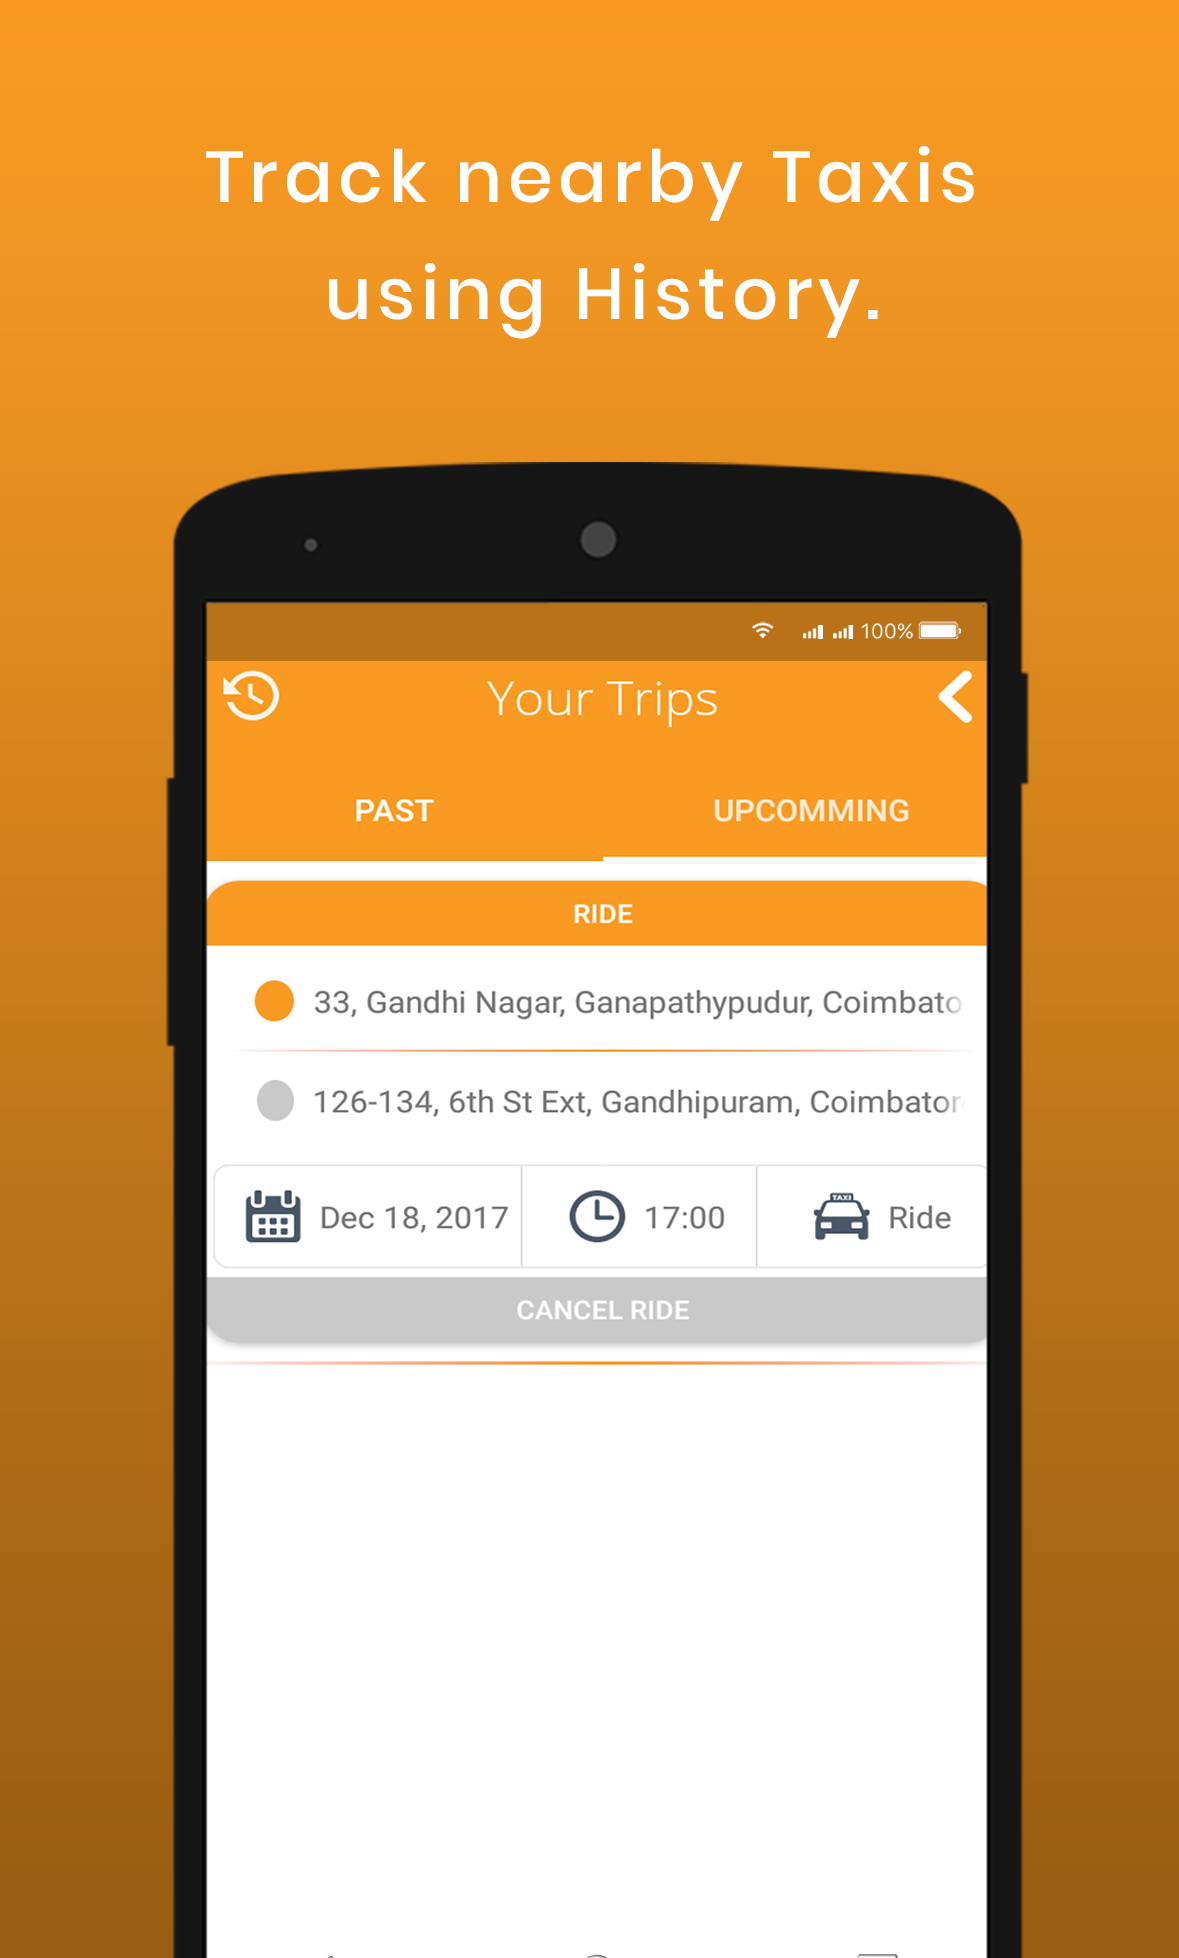 Track nearby Taxis
using History.
100%
Your Trips
PAST UPCOMMING
RIDE
33, Gandhi Nagar, Ganapathypudur, Coimbato
126-134, 6th St Ext, Gandhipuram, Coimbator
Dec 18, 2017 17:00 TAXI Ride
CANCEL RIDE